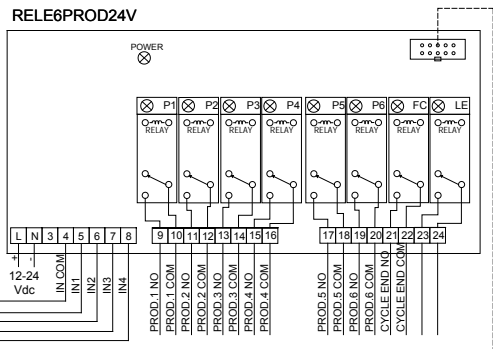 RELE6PROD24V
POWER
P1 P2 P3 P4 P5 P6 FC LE
RELAY RELAY RELAY RELAY RELAY RELAY RELAY RELAY
L N 3 4 5 6 7 8 9 10 11 12 13 14 15 16 17 18 19 20 21 22 23 24
+ -
12-24
Vdc
IN COM
IN1
IN2
IN3
IN4
PROD.1 NO
PROD.1 COM
PROD.2 NO
PROD.2 COM
PROD.3 NO
PROD.3 COM
PROD.4 NO
PROD.4 COM
PROD.5 NO
PROD.5 COM
PROD.6 NO
PROD.6 COM
CYCLE END NO
CYCLE END COM